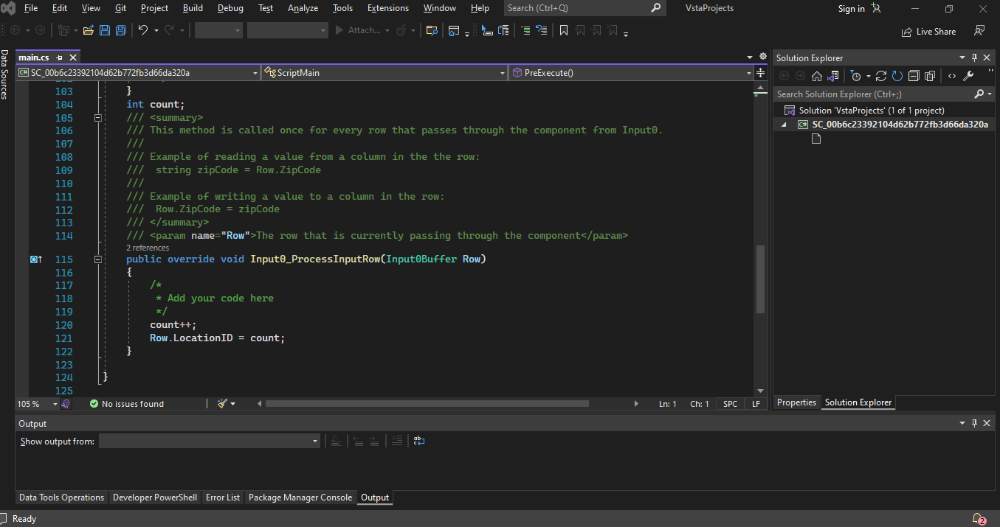 File Edit View Git Project Build Debug Test Analyze Tools Extensions Window Help Search (Ctrl+Q) VstaProjects Sign in
Attach... Live Share
Data Sources
main.cs
SC_00b6c23392104d62b772fb3d66da320a ScriptMain PreExecute()
103 }
104 int count;
105 /// <summary>
106 /// This method is called once for every row that passes through the component from Input0.
107 ///
108 /// Example of reading a value from a column in the the row:
109 ///  string zipCode = Row.ZipCode
110 ///
111 /// Example of writing a value to a column in the row:
112 ///  Row.ZipCode = zipCode
113 /// </summary>
114 /// <param name="Row">The row that is currently passing through the component</param>
2 references
115 public override void Input0_ProcessInputRow(Input0Buffer Row)
116 {
117 /*
118 * Add your code here
119 */
120 count++;
121 Row.LocationID = count;
122 }
123
124 }
125
105 % No issues found Ln: 1 Ch: 1 SPC LF
Solution Explorer
Search Solution Explorer (Ctrl+;)
Solution 'VstaProjects' (1 of 1 project)
SC_00b6c23392104d62b772fb3d66da320a
Properties Solution Explorer
Output
Show output from:
Data Tools Operations Developer PowerShell Error List Package Manager Console Output
Ready 2